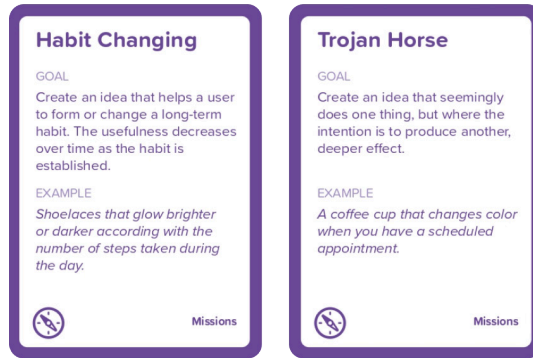 Habit Changing
GOAL
Create an idea that helps a user
to form or change a long-term
habit. The usefulness decreases
over time as the habit is
established.
EXAMPLE
Shoelaces that glow brighter
or darker according with the
number of steps taken during
the day.
Missions
Trojan Horse
GOAL
Create an idea that seemingly
does one thing, but where the
intention is to produce another,
deeper effect.
EXAMPLE
A coffee cup that changes color
when you have a scheduled
appointment.
Missions